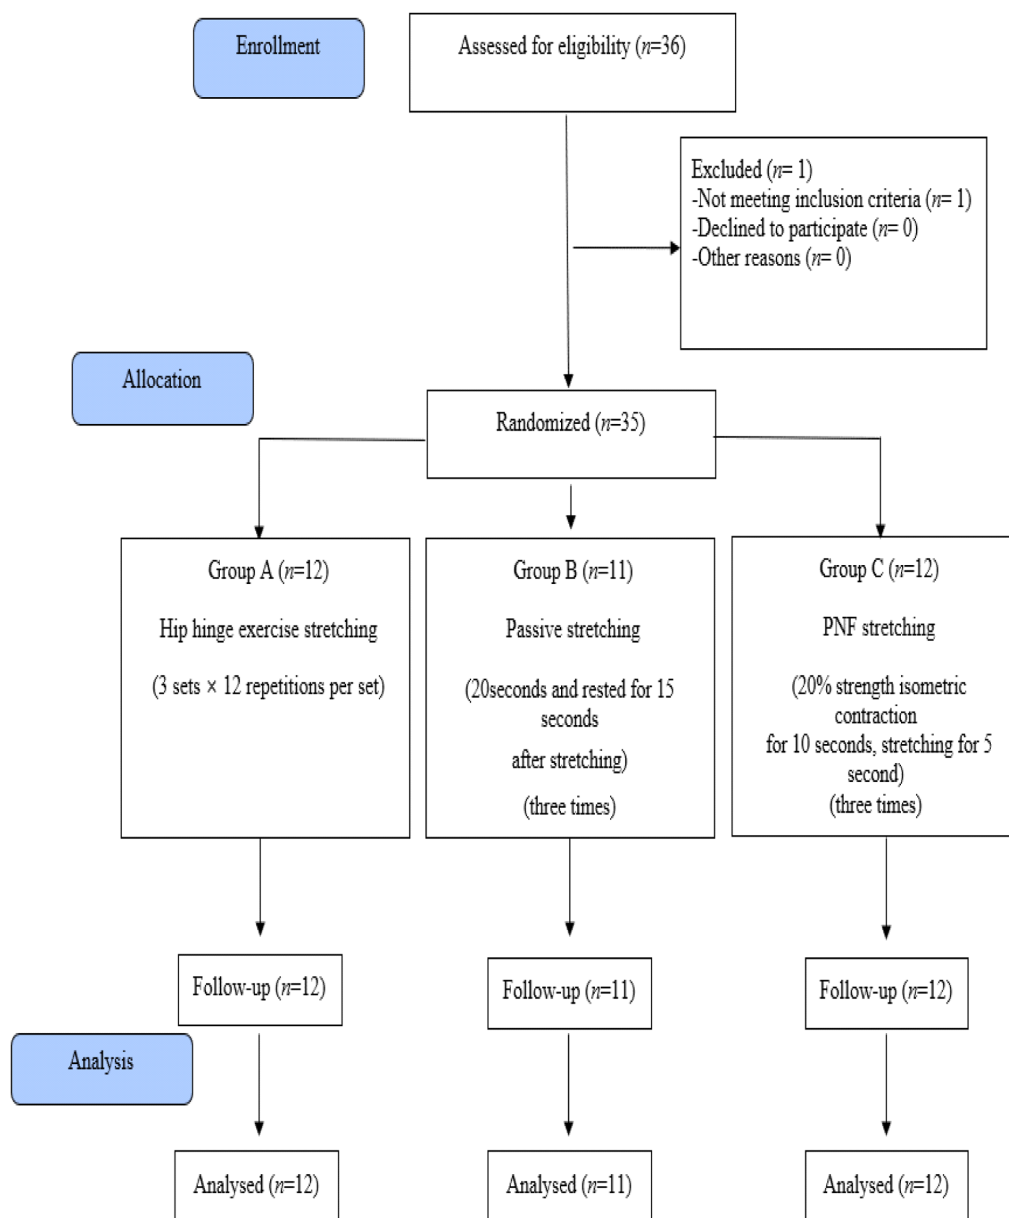 Enrollment
Assessed for eligibility (n=36)
Excluded (n= 1)
-Not meeting inclusion criteria (n= 1)
-Declined to participate (n= 0)
-Other reasons (n= 0)
Allocation
Randomized (n=35)
Group A (n=12)
Hip hinge exercise stretching
(3 sets × 12 repetitions per set)
Group B (n=11)
Passive stretching
(20seconds and rested for 15
seconds
after stretching)
(three times)
Group C (n=12)
PNF stretching
(20% strength isometric
contraction
for 10 seconds, stretching for 5
second)
(three times)
Follow-up (n=12)
Follow-up (n=11)
Follow-up (n=12)
Analysis
Analysed (n=12)
Analysed (n=11)
Analysed (n=12)